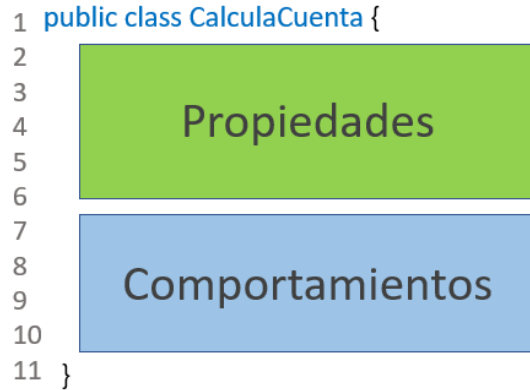 1 public class CalculaCuenta {
2
3
4 Propiedades
5
6
7
8
9 Comportamientos
10
11 }